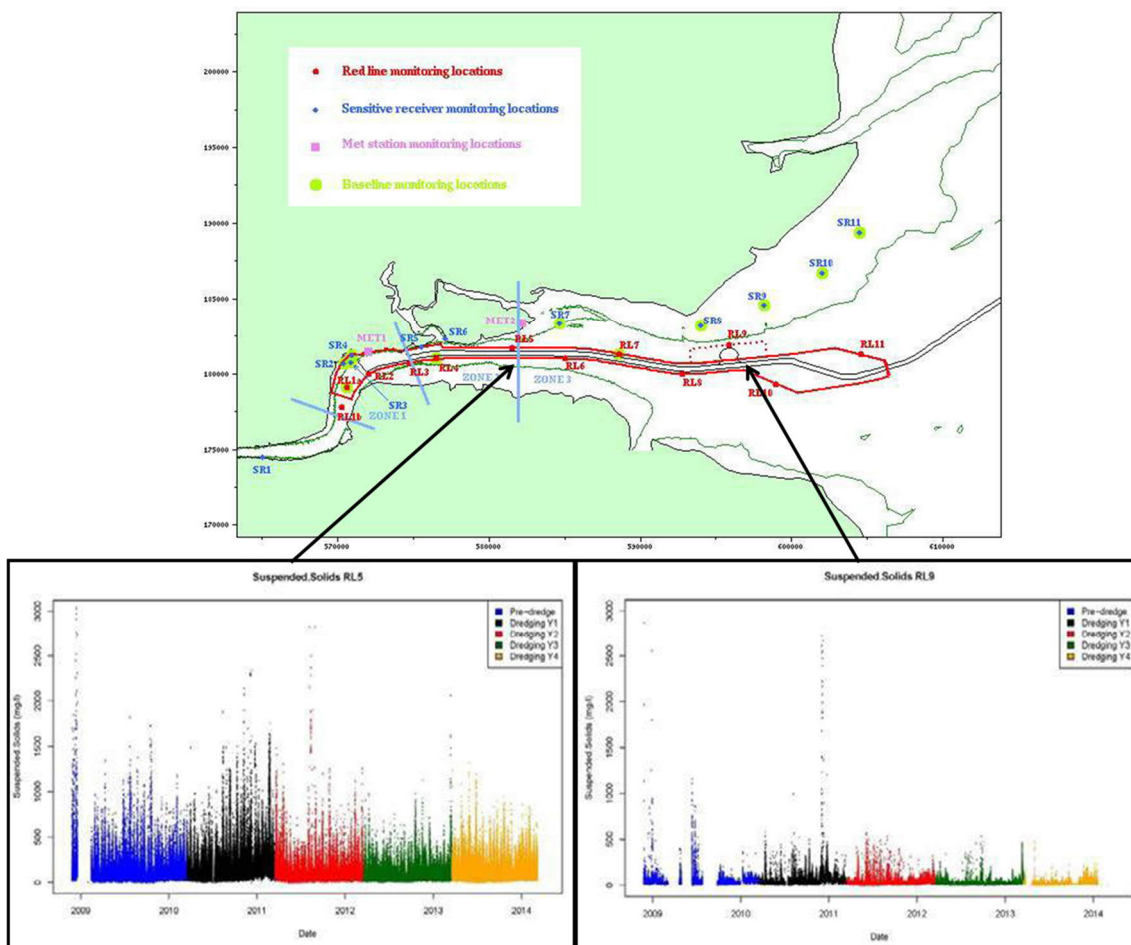 Red line monitoring locations
Sensitive receiver monitoring locations
Met station monitoring locations
Baseline monitoring locations
200000
195000
190000
185000
180000
175000
170000
570000
580000
590000
600000
610000
SR11
SR10
SR9
SR8
SR7
MET2
SR6
SR5
MET1
SR4
SR2
RL1a
RL1b
RL2
SR3
RL3
RL4
ZONE 1
ZONE 2
ZONE 3
RL5
RL6
RL7
RL8
RL9
RL10
RL11
SR1
Suspended.Solids RL5
Suspended.Solids (mg/l)
3000
2500
2000
1500
1000
500
0
Pre-dredge
Dredging Y1
Dredging Y2
Dredging Y3
Dredging Y4
2009 2010 2011 2012 2013 2014
Date
Suspended.Solids RL9
Suspended.Solids (mg/l)
3000
2500
2000
1500
1000
500
0
Pre-dredge
Dredging Y1
Dredging Y2
Dredging Y3
Dredging Y4
2009 2010 2011 2012 2013 2014
Date